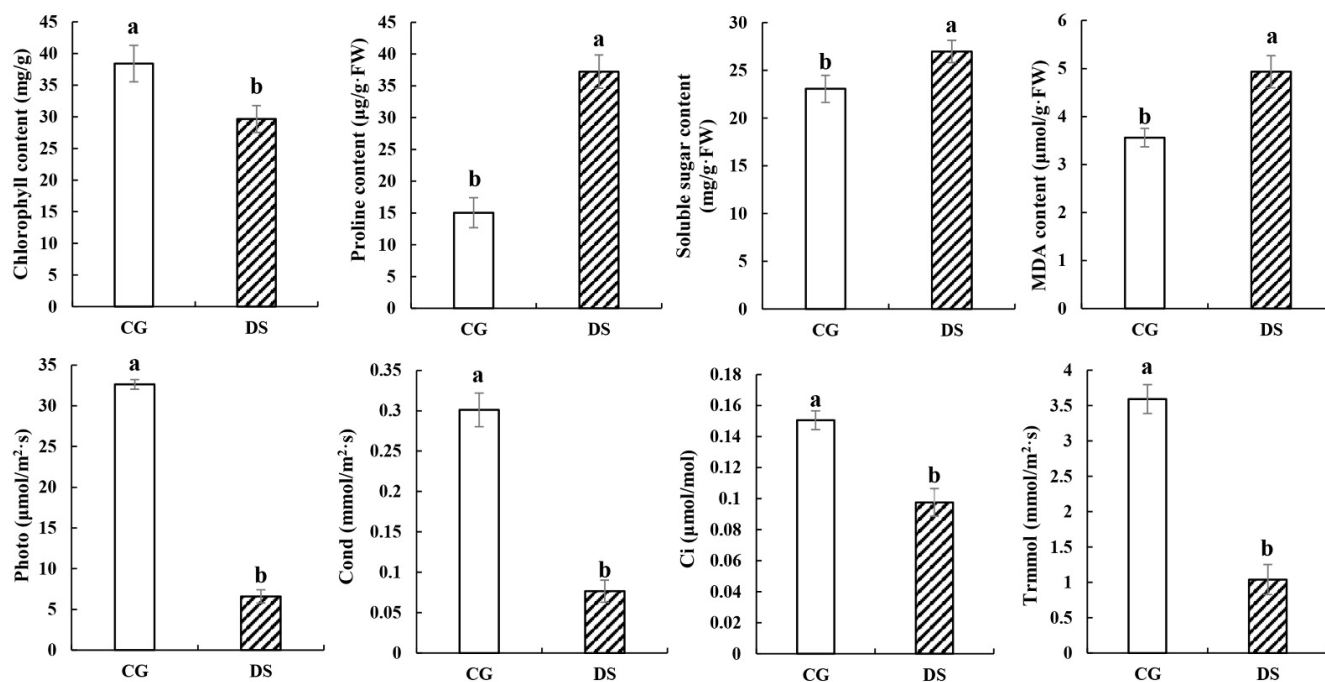 Chlorophyll content (mg/g)
45
40
35
30
25
20
15
10
5
0
a
b
CG
DS
Proline content (µg/g·FW)
45
40
35
30
25
20
15
10
5
0
b
a
CG
DS
Soluble sugar content
(mg/g·FW)
30
25
20
15
10
5
0
b
a
CG
DS
MDA content (µmol/g·FW)
6
5
4
3
2
1
0
b
a
CG
DS
Photo (µmol/m²·s)
35
30
25
20
15
10
5
0
a
b
CG
DS
Cond (mmol/m²·s)
0.35
0.3
0.25
0.2
0.15
0.1
0.05
0
a
b
CG
DS
Ci (µmol/mol)
0.18
0.16
0.14
0.12
0.1
0.08
0.06
0.04
0.02
0
a
b
CG
DS
Trmmol (mmol/m²·s)
4
3.5
3
2.5
2
1.5
1
0.5
0
a
b
CG
DS